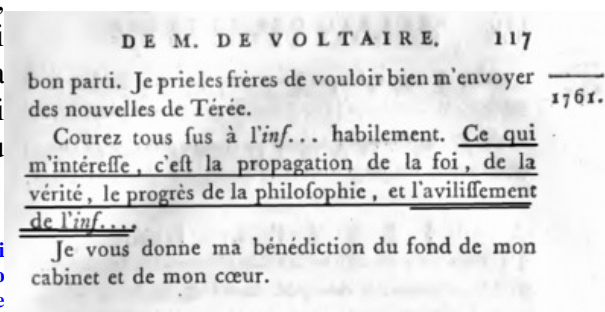 DE M. DE VOLTAIRE. 117
bon parti. Je prie les frères de vouloir bien m'envoyer
1761.
des nouvelles de Térée.
Courez tous ſus à l'inf... habilement. Ce qui
m'intéreſſe, c'eſt la propagation de la foi, de la
vérité, le progrès de la philoſophie, et l'aviliſſement
de l'inf....
Je vous donne ma bénédiction du fond de mon
cabinet et de mon cœur.